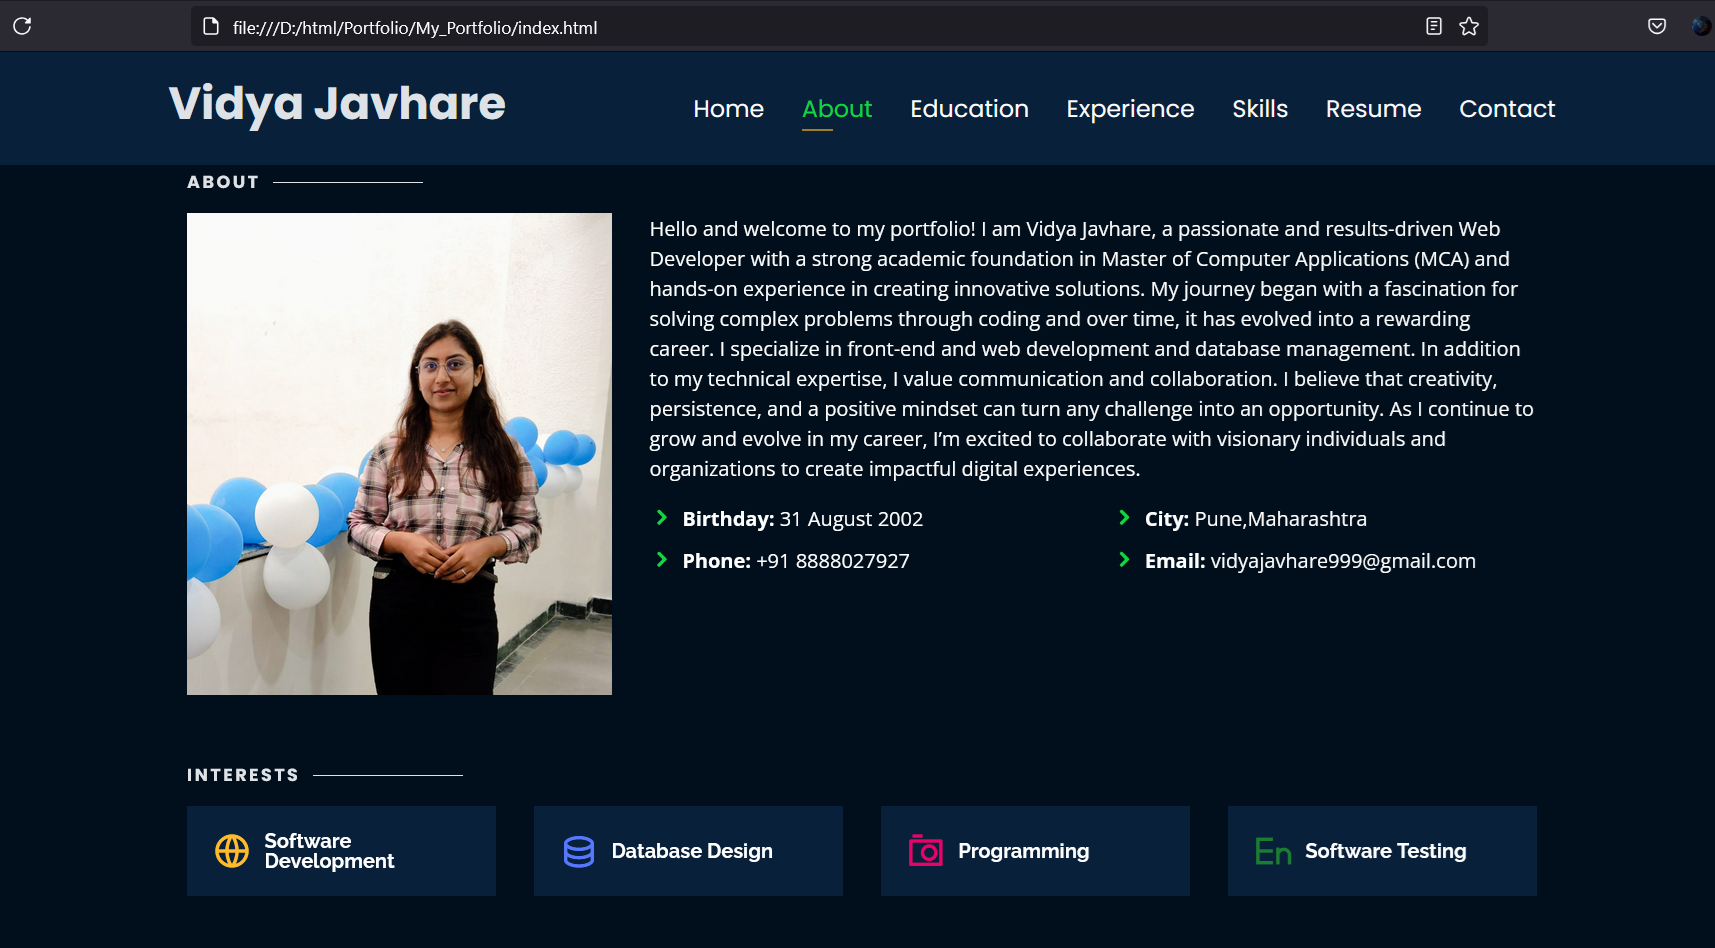 file:///D:/html/Portfolio/My_Portfolio/index.html
Vidya Javhare
Home About Education Experience Skills Resume Contact
ABOUT
Hello and welcome to my portfolio! I am Vidya Javhare, a passionate and results-driven Web
Developer with a strong academic foundation in Master of Computer Applications (MCA) and
hands-on experience in creating innovative solutions. My journey began with a fascination for
solving complex problems through coding and over time, it has evolved into a rewarding
career. I specialize in front-end and web development and database management. In addition
to my technical expertise, I value communication and collaboration. I believe that creativity,
persistence, and a positive mindset can turn any challenge into an opportunity. As I continue to
grow and evolve in my career, I’m excited to collaborate with visionary individuals and
organizations to create impactful digital experiences.
Birthday: 31 August 2002
City: Pune,Maharashtra
Phone: +91 8888027927
Email: vidyajavhare999@gmail.com
INTERESTS
Software
Development
Database Design
Programming
En Software Testing